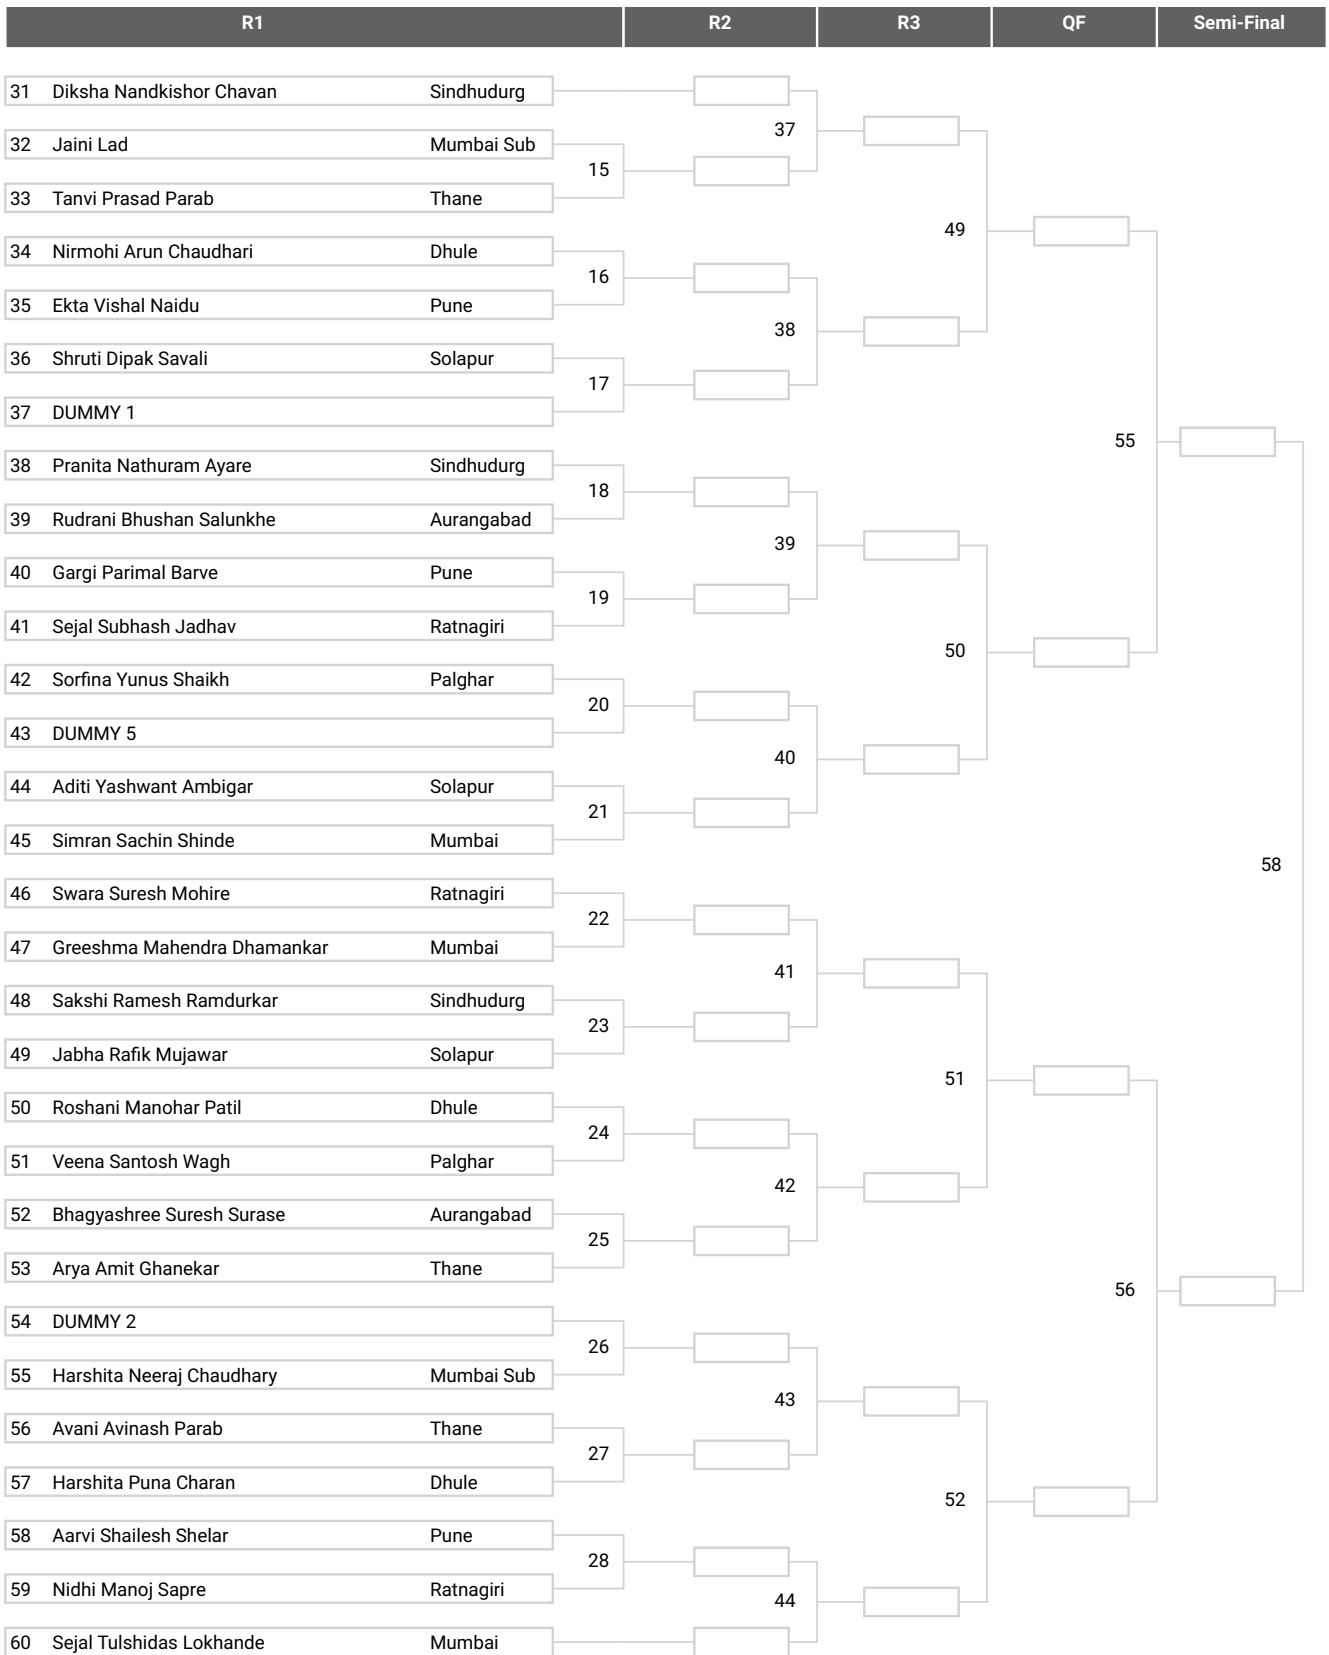 R1 R2 R3 QF Semi-Final
31 Diksha Nandkishor Chavan Sindhudurg
37
32 Jaini Lad Mumbai Sub
15
33 Tanvi Prasad Parab Thane
49
34 Nirmohi Arun Chaudhari Dhule
16
35 Ekta Vishal Naidu Pune
38
36 Shruti Dipak Savali Solapur
17
37 DUMMY 1
55
38 Pranita Nathuram Ayare Sindhudurg
18
39 Rudrani Bhushan Salunkhe Aurangabad
39
40 Gargi Parimal Barve Pune
19
41 Sejal Subhash Jadhav Ratnagiri
50
42 Sorfina Yunus Shaikh Palghar
20
43 DUMMY 5
40
44 Aditi Yashwant Ambigar Solapur
21
45 Simran Sachin Shinde Mumbai
58
46 Swara Suresh Mohire Ratnagiri
22
47 Greeshma Mahendra Dhamankar Mumbai
41
48 Sakshi Ramesh Ramdurkar Sindhudurg
23
49 Jabha Rafik Mujawar Solapur
51
50 Roshani Manohar Patil Dhule
24
51 Veena Santosh Wagh Palghar
42
52 Bhagyashree Suresh Surase Aurangabad
25
53 Arya Amit Ghanekar Thane
56
54 DUMMY 2
26
55 Harshita Neeraj Chaudhary Mumbai Sub
43
56 Avani Avinash Parab Thane
27
57 Harshita Puna Charan Dhule
52
58 Aarvi Shailesh Shelar Pune
28
59 Nidhi Manoj Sapre Ratnagiri
44
60 Sejal Tulshidas Lokhande Mumbai